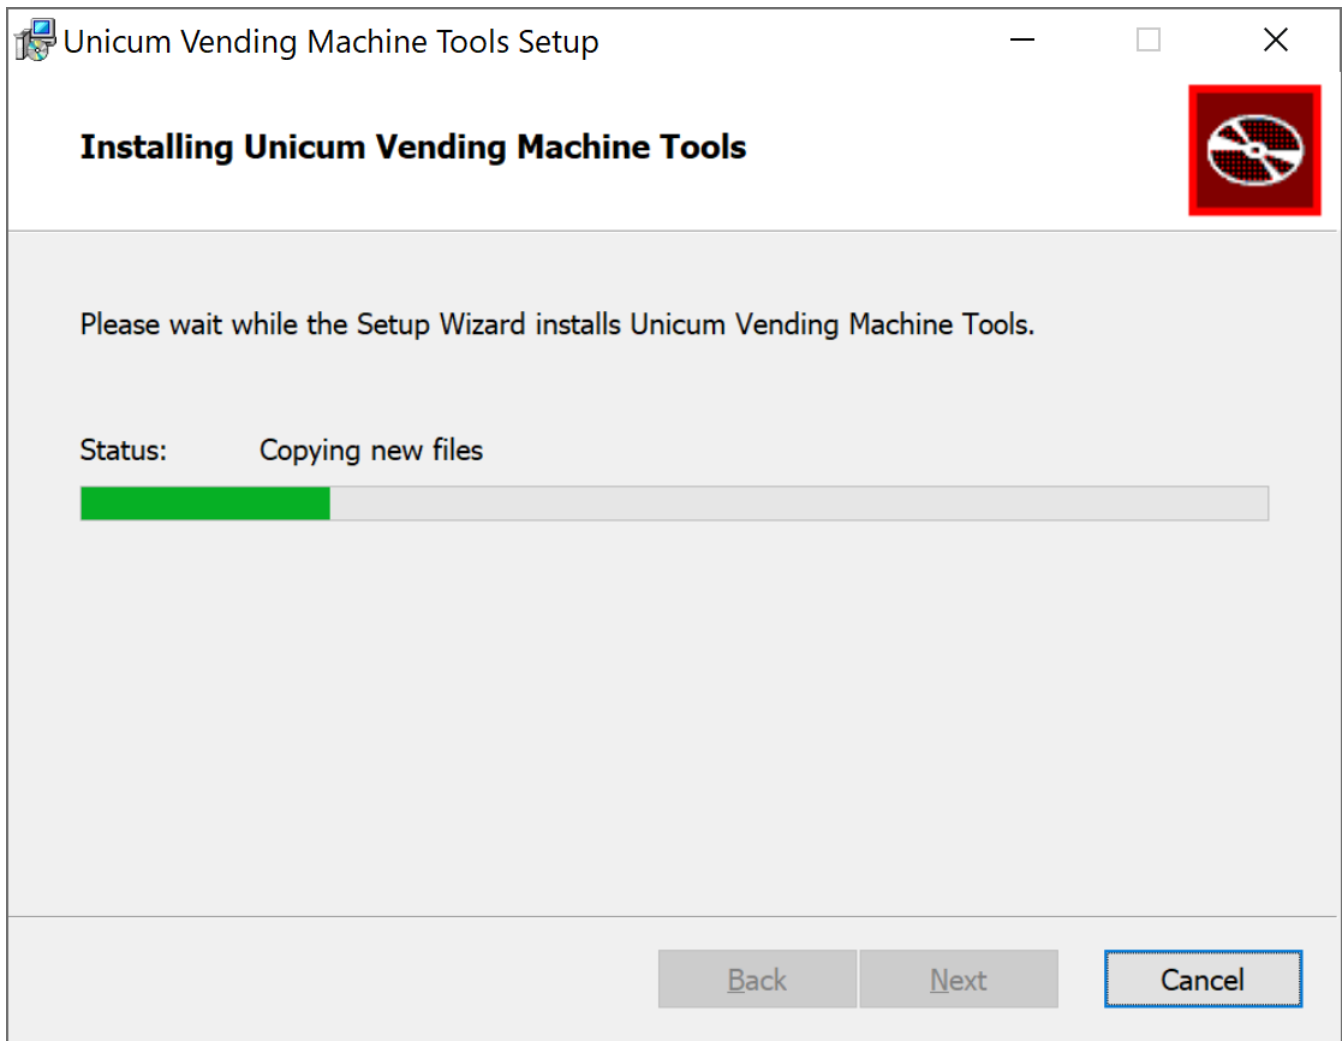 Unicum Vending Machine Tools Setup
Installing Unicum Vending Machine Tools
Please wait while the Setup Wizard installs Unicum Vending Machine Tools.
Status: Copying new files
Back Next Cancel